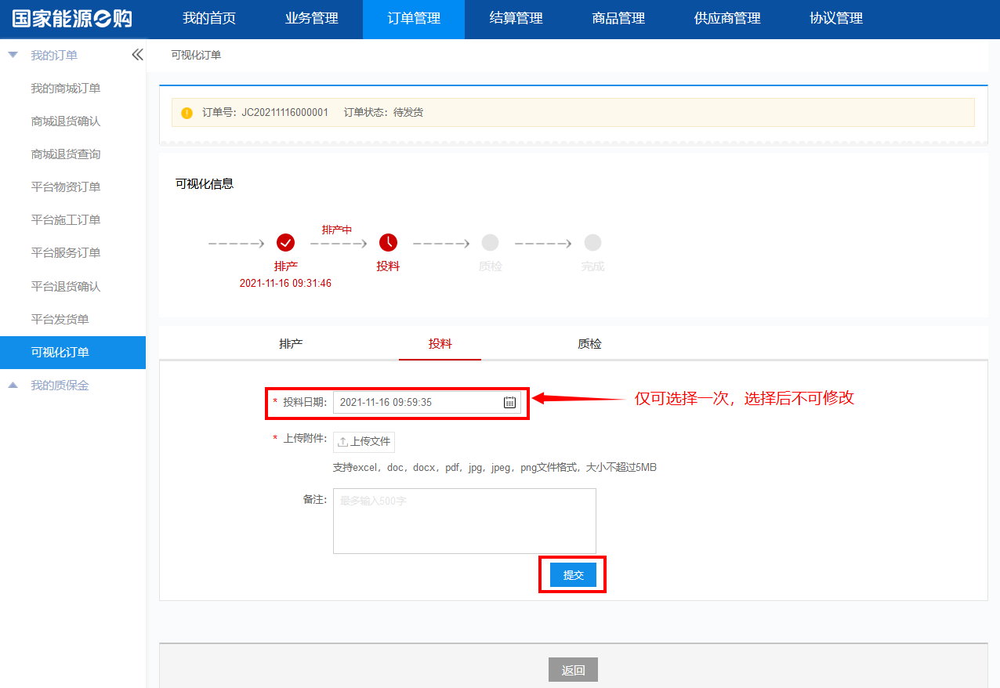 国家能源e购 我的首页 业务管理 订单管理 结算管理 商品管理 供应商管理 协议管理
我的订单
我的商城订单
商城退货确认
商城退货查询
平台物资订单
平台施工订单
平台服务订单
平台退货确认
平台发货单
可视化订单
我的质保金
可视化订单
订单号：JC20211116000001 订单状态：待发货
可视化信息
排产中
排产 投料 质检 完成
2021-11-16 09:31:46
排产 投料 质检
* 投料日期： 2021-11-16 09:59:35 仅可选择一次，选择后不可修改
* 上传附件： 上传文件
支持excel，doc，docx，pdf，jpg，jpeg，png文件格式，大小不超过5MB
备注： 最多输入500字
提交
返回